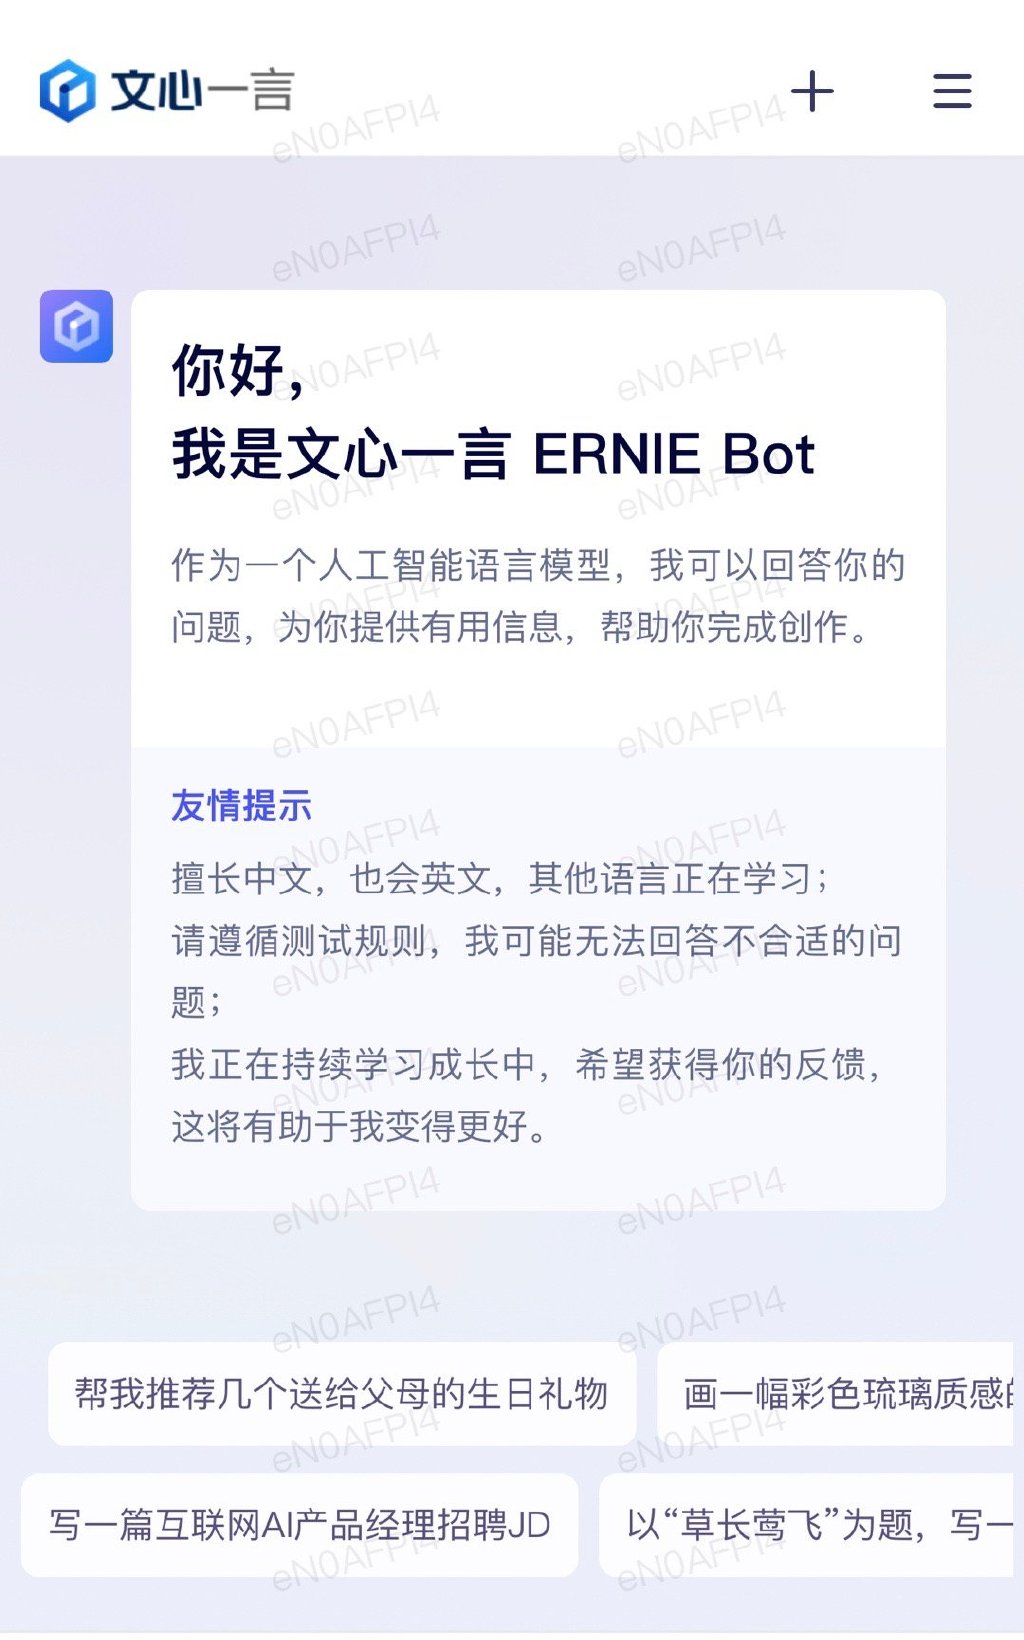 文心一言
你好，
我是文心一言 ERNIE Bot
作为一个人工智能语言模型，我可以回答你的
问题，为你提供有用信息，帮助你完成创作。
友情提示
擅长中文，也会英文，其他语言正在学习；
请遵循测试规则，我可能无法回答不合适的问
题；
我正在持续学习成长中，希望获得你的反馈，
这将有助于我变得更好。
帮我推荐几个送给父母的生日礼物
画一幅彩色琉璃质感的
写一篇互联网AI产品经理招聘JD
以“草长莺飞”为题，写一
eN0AFPI4